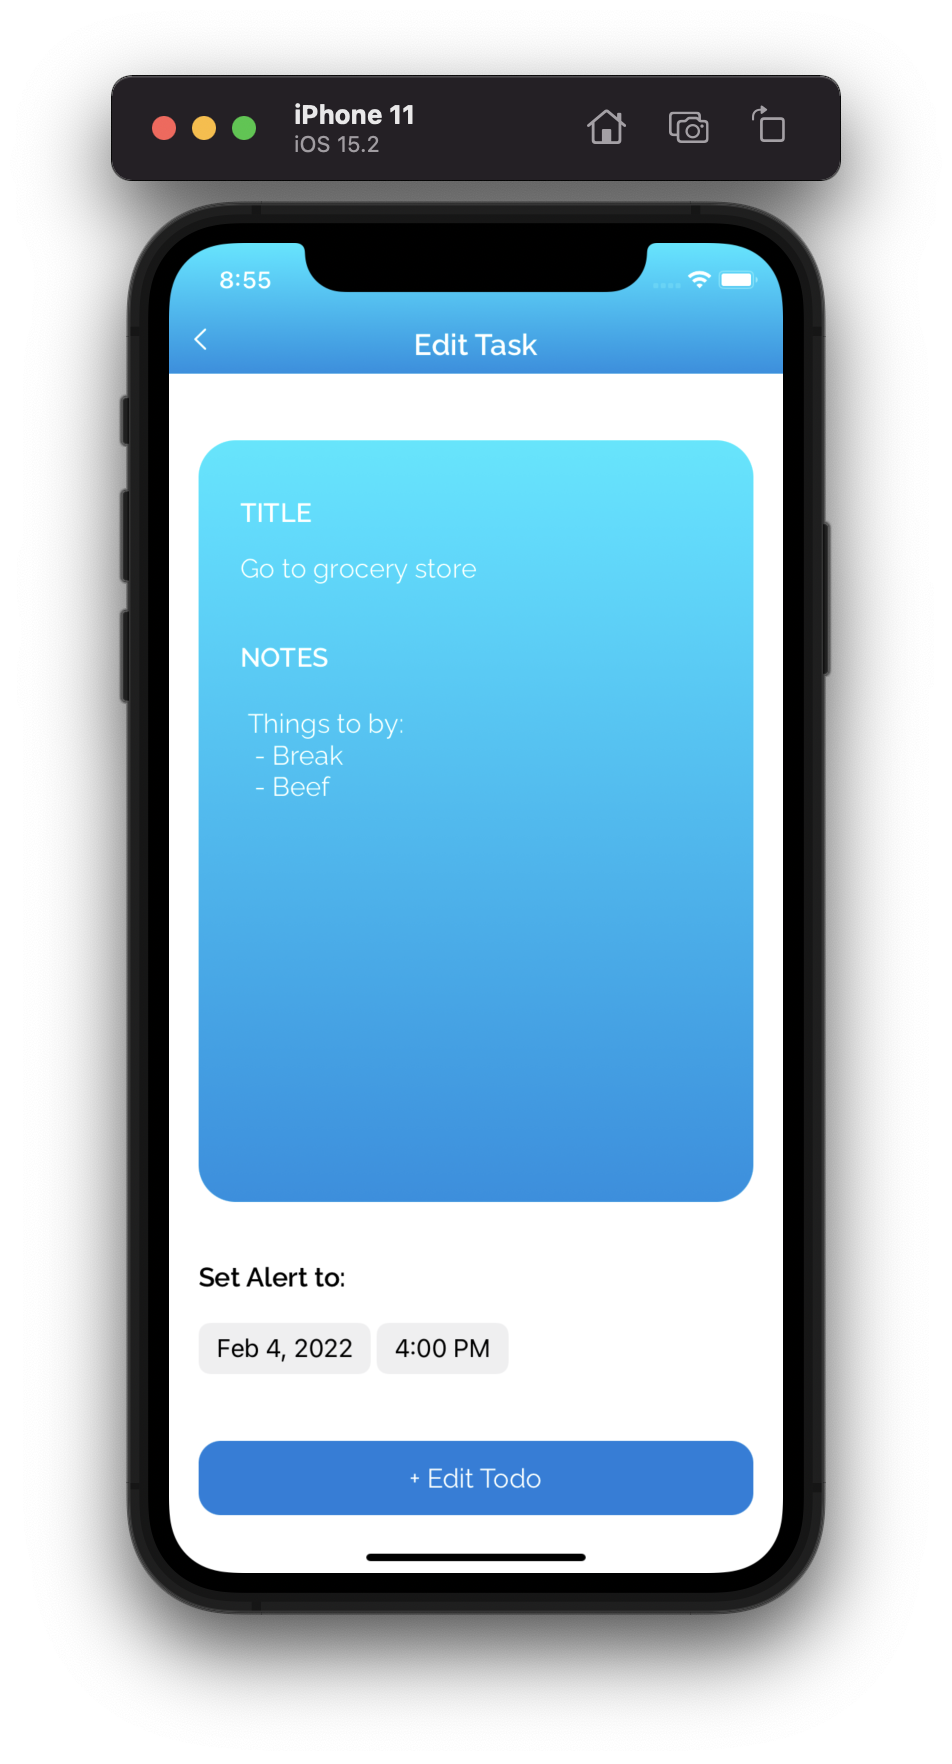 iPhone 11
iOS 15.2
8:55
Edit Task
TITLE
Go to grocery store
NOTES
Things to by:
- Break
- Beef
Set Alert to:
Feb 4, 2022 4:00 PM
+ Edit Todo